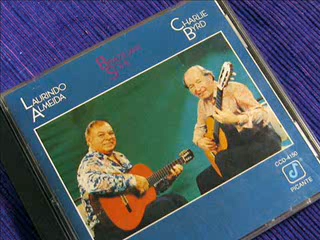 LAURINDO
ALMEIDA
CHARLIE
BYRD
CCD-4150
PICANTE